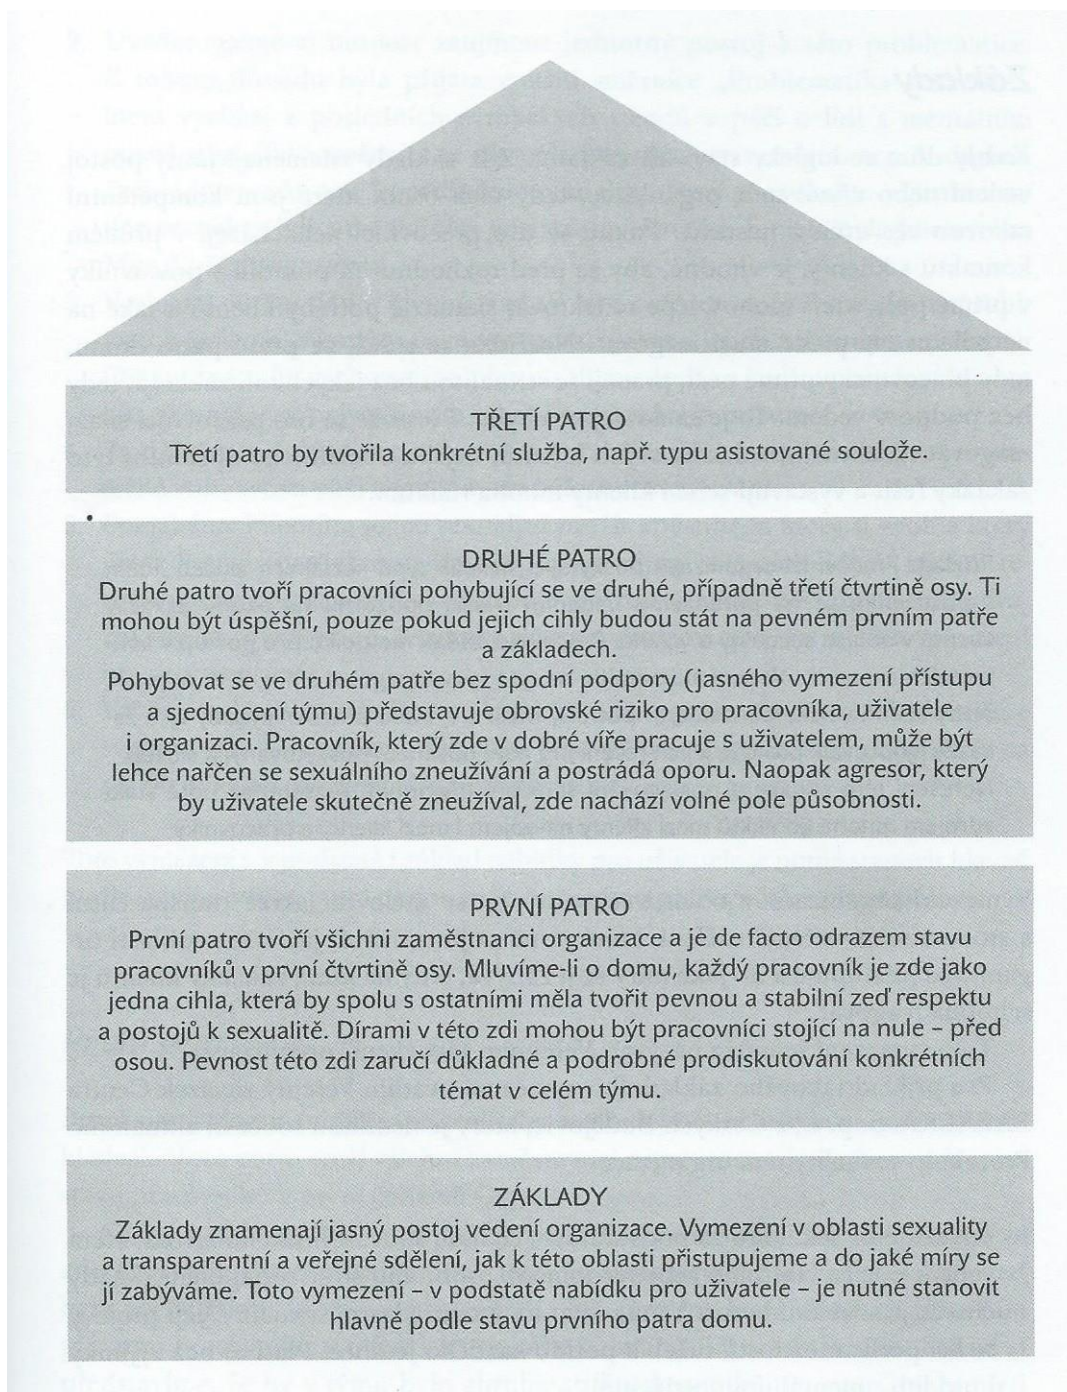 TŘETÍ PATRO
Třetí patro by tvořila konkrétní služba, např. typu asistované soulože.
DRUHÉ PATRO
Druhé patro tvoří pracovníci pohybující se ve druhé, případně třetí čtvrtině osy. Ti
mohou být úspěšní, pouze pokud jejich cihly budou stát na pevném prvním patře
a základech.
Pohybovat se ve druhém patře bez spodní podpory (jasného vymezení přístupu
a sjednocení týmu) představuje obrovské riziko pro pracovníka, uživatele
i organizaci. Pracovník, který zde v dobré víře pracuje s uživatelem, může být
lehce nařčen se sexuálního zneužívání a postrádá oporu. Naopak agresor, který
by uživatele skutečně zneužíval, zde nachází volné pole působnosti.
PRVNÍ PATRO
První patro tvoří všichni zaměstnanci organizace a je de facto odrazem stavu
pracovníků v první čtvrtině osy. Mluvíme-li o domu, každý pracovník je zde jako
jedna cihla, která by spolu s ostatními měla tvořit pevnou a stabilní zeď respektu
a postojů k sexualitě. Dírami v této zdi mohou být pracovníci stojící na nule – před
osou. Pevnost této zdi zaručí důkladné a podrobné prodiskutování konkrétních
témat v celém týmu.
ZÁKLADY
Základy znamenají jasný postoj vedení organizace. Vymezení v oblasti sexuality
a transparentní a veřejné sdělení, jak k této oblasti přistupujeme a do jaké míry se
jí zabýváme. Toto vymezení – v podstatě nabídku pro uživatele – je nutné stanovit
hlavně podle stavu prvního patra domu.